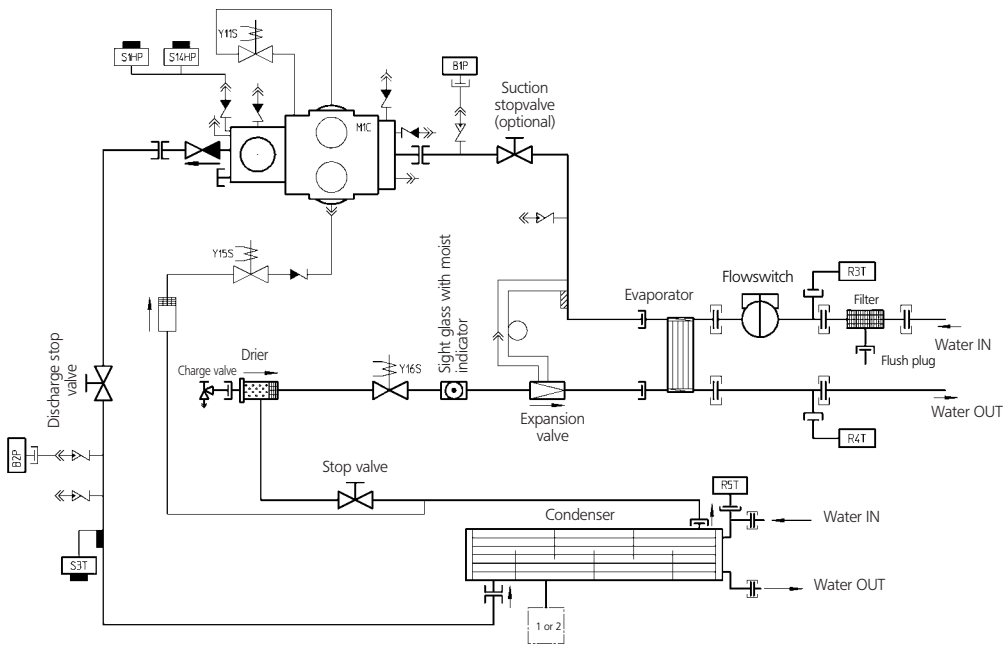 Y11S
S1HP
S14HP
B1P
Suction
stopvalve
(optional)
M1C
Y15S
Sight glass with moist
indicator
Evaporator
Flowswitch
R3T
Filter
Water IN
Flush plug
Discharge stop
valve
Charge valve
Drier
Y16S
Expansion
valve
Water OUT
R4T
B2P
Stop valve
R5T
Condenser
Water IN
S3T
Water OUT
1 or 2